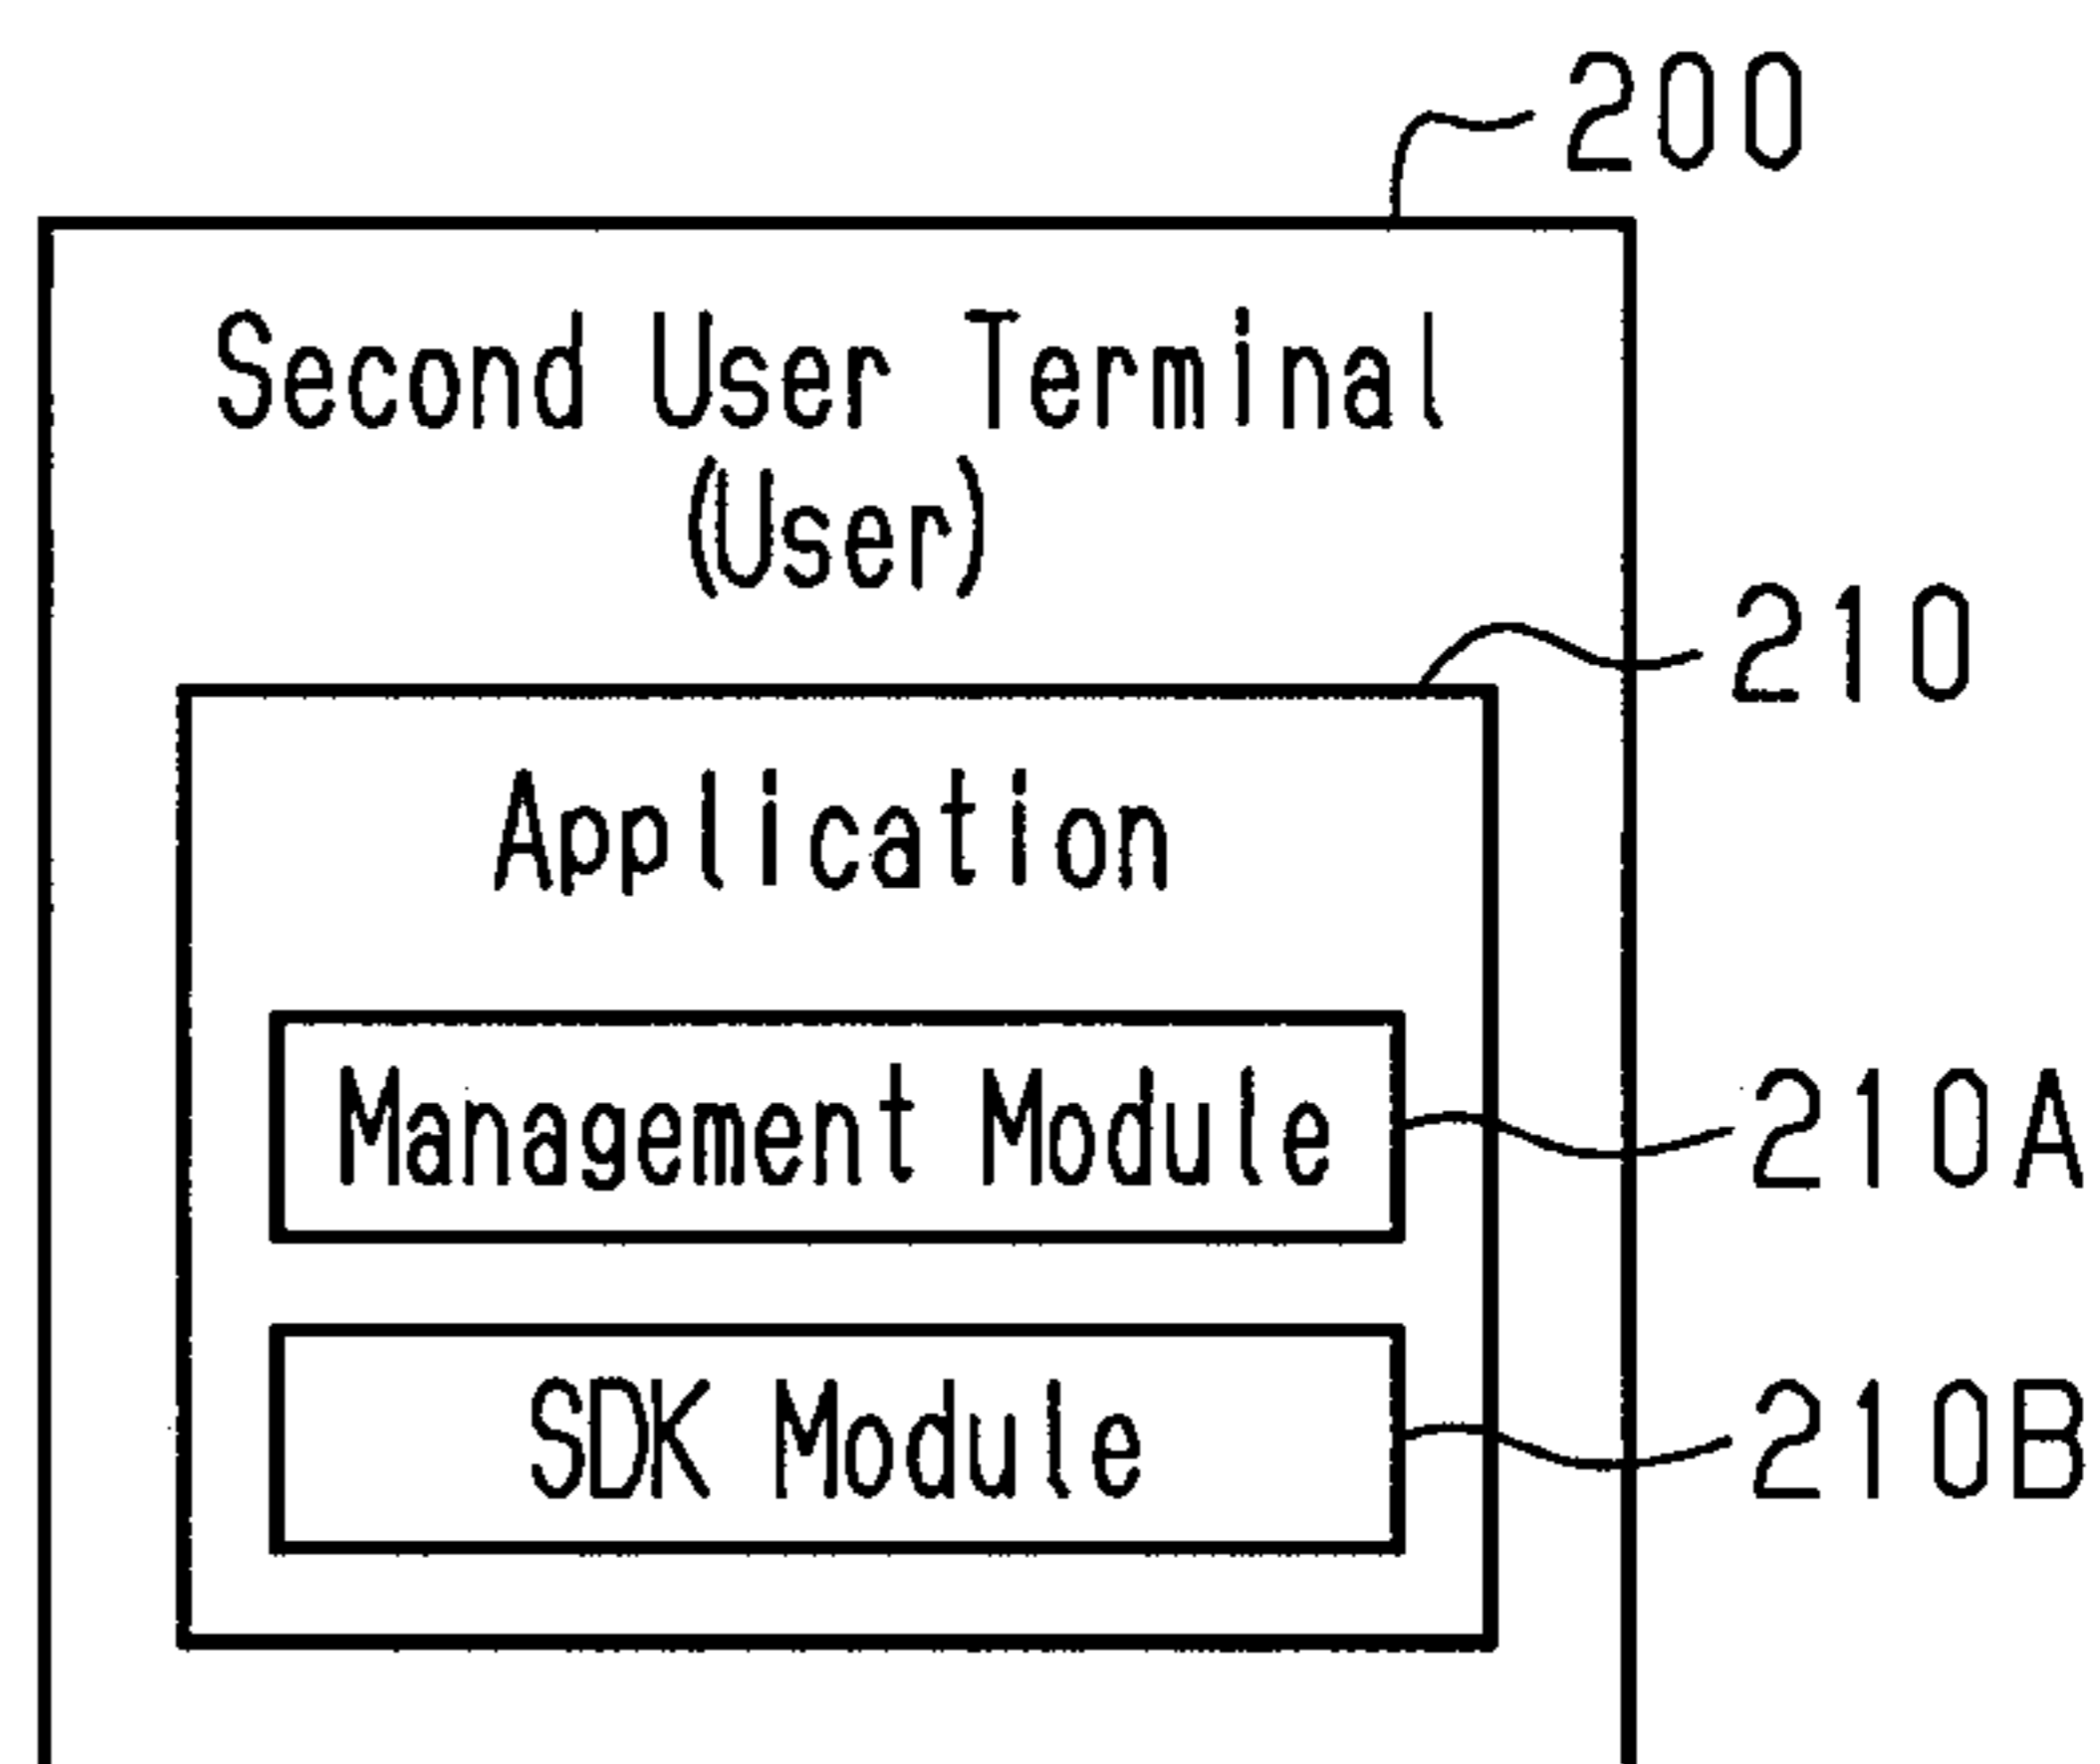 200
Second User Terminal
(User)
210
Application
Management Module
210A
SDK Module
210B